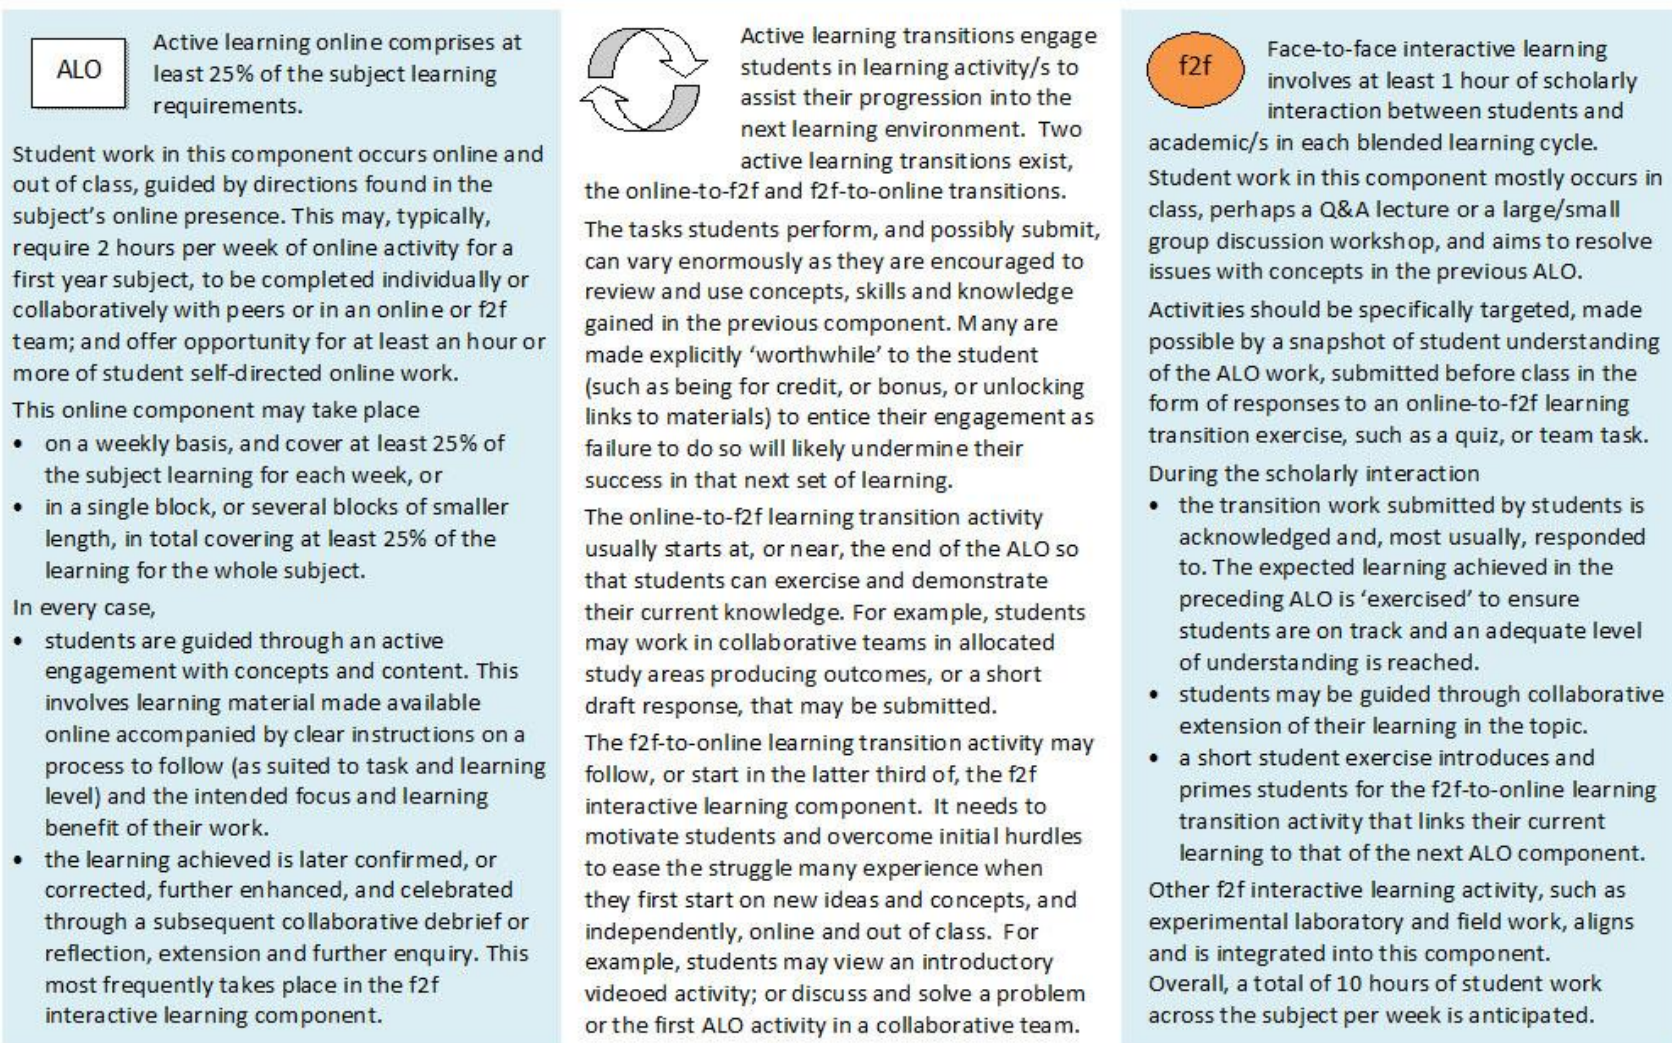 ALO
Active learning online comprises at
least 25% of the subject learning
requirements.
Student work in this component occurs online and
out of class, guided by directions found in the
subject's online presence. This may, typically,
require 2 hours per week of online activity for a
first year subject, to be completed individually or
collaboratively with peers or in an online or f2f
team; and offer opportunity for at least an hour or
more of student self-directed online work.
This online component may take place
• on a weekly basis, and cover at least 25% of
the subject learning for each week, or
• in a single block, or several blocks of smaller
length, in total covering at least 25% of the
learning for the whole subject.
In every case,
• students are guided through an active
engagement with concepts and content. This
involves learning material made available
online accompanied by clear instructions on a
process to follow (as suited to task and learning
level) and the intended focus and learning
benefit of their work.
• the learning achieved is later confirmed, or
corrected, further enhanced, and celebrated
through a subsequent collaborative debrief or
reflection, extension and further enquiry. This
most frequently takes place in the f2f
interactive learning component.
Active learning transitions engage
students in learning activity/s to
assist their progression into the
next learning environment. Two
active learning transitions exist,
the online-to-f2f and f2f-to-online transitions.
The tasks students perform, and possibly submit,
can vary enormously as they are encouraged to
review and use concepts, skills and knowledge
gained in the previous component. Many are
made explicitly 'worthwhile' to the student
(such as being for credit, or bonus, or unlocking
links to materials) to entice their engagement as
failure to do so will likely undermine their
success in that next set of learning.
The online-to-f2f learning transition activity
usually starts at, or near, the end of the ALO so
that students can exercise and demonstrate
their current knowledge. For example, students
may work in collaborative teams in allocated
study areas producing outcomes, or a short
draft response, that may be submitted.
The f2f-to-online learning transition activity may
follow, or start in the latter third of, the f2f
interactive learning component. It needs to
motivate students and overcome initial hurdles
to ease the struggle many experience when
they first start on new ideas and concepts, and
independently, online and out of class. For
example, students may view an introductory
videoed activity; or discuss and solve a problem
or the first ALO activity in a collaborative team.
f2f
Face-to-face interactive learning
involves at least 1 hour of scholarly
interaction between students and
academic/s in each blended learning cycle.
Student work in this component mostly occurs in
class, perhaps a Q&A lecture or a large/small
group discussion workshop, and aims to resolve
issues with concepts in the previous ALO.
Activities should be specifically targeted, made
possible by a snapshot of student understanding
of the ALO work, submitted before class in the
form of responses to an online-to-f2f learning
transition exercise, such as a quiz, or team task.
During the scholarly interaction
• the transition work submitted by students is
acknowledged and, most usually, responded
to. The expected learning achieved in the
preceding ALO is 'exercised' to ensure
students are on track and an adequate level
of understanding is reached.
• students may be guided through collaborative
extension of their learning in the topic.
• a short student exercise introduces and
primes students for the f2f-to-online learning
transition activity that links their current
learning to that of the next ALO component.
Other f2f interactive learning activity, such as
experimental laboratory and field work, aligns
and is integrated into this component.
Overall, a total of 10 hours of student work
across the subject per week is anticipated.